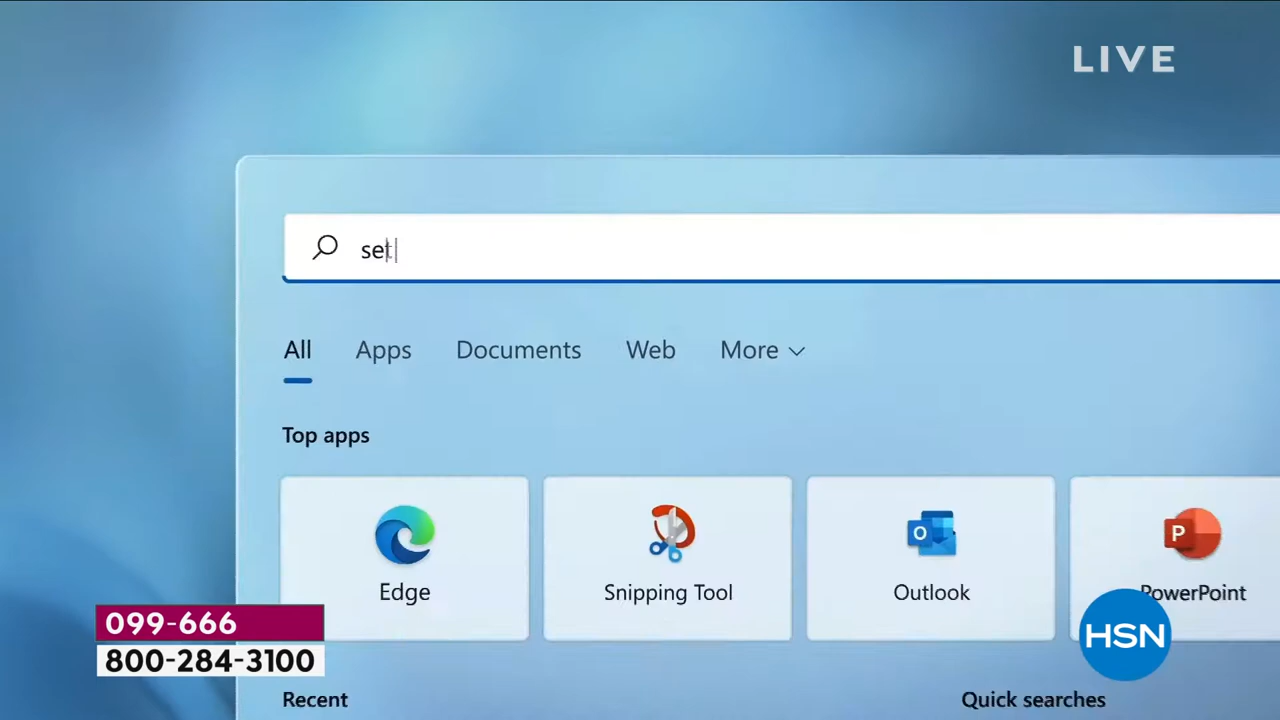 LIVE
set
All Apps Documents Web More
Top apps
Edge Snipping Tool Outlook PowerPoint
099-666
800-284-3100
HSN
Recent Quick searches